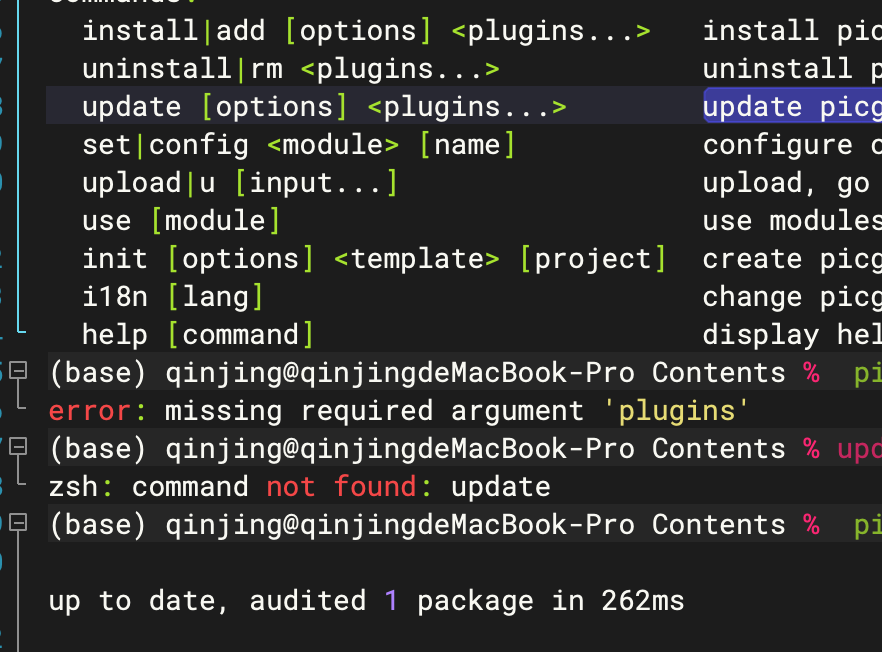 install|add [options] <plugins...> install pic
uninstall|rm <plugins...> uninstall p
update [options] <plugins...> update picg
set|config <module> [name] configure o
upload|u [input...] upload, go
use [module] use modules
init [options] <template> [project] create picg
i18n [lang] change picg
help [command] display hel
(base) qinjing@qinjingdeMacBook-Pro Contents % pi
error: missing required argument 'plugins'
(base) qinjing@qinjingdeMacBook-Pro Contents % upd
zsh: command not found: update
(base) qinjing@qinjingdeMacBook-Pro Contents % pi
up to date, audited 1 package in 262ms